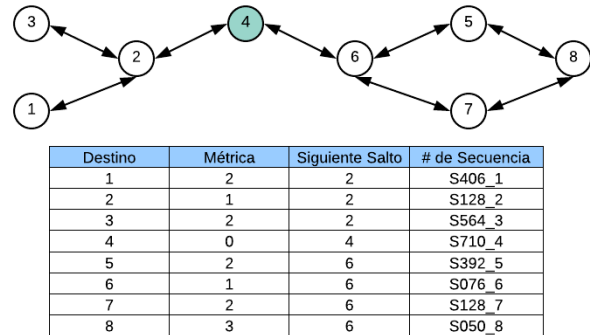 3 4 5
2 6 8
1 7
Destino Métrica Siguiente Salto # de Secuencia
1 2 2 S406_1
2 1 2 S128_2
3 2 2 S564_3
4 0 4 S710_4
5 2 6 S392_5
6 1 6 S076_6
7 2 6 S128_7
8 3 6 S050_8